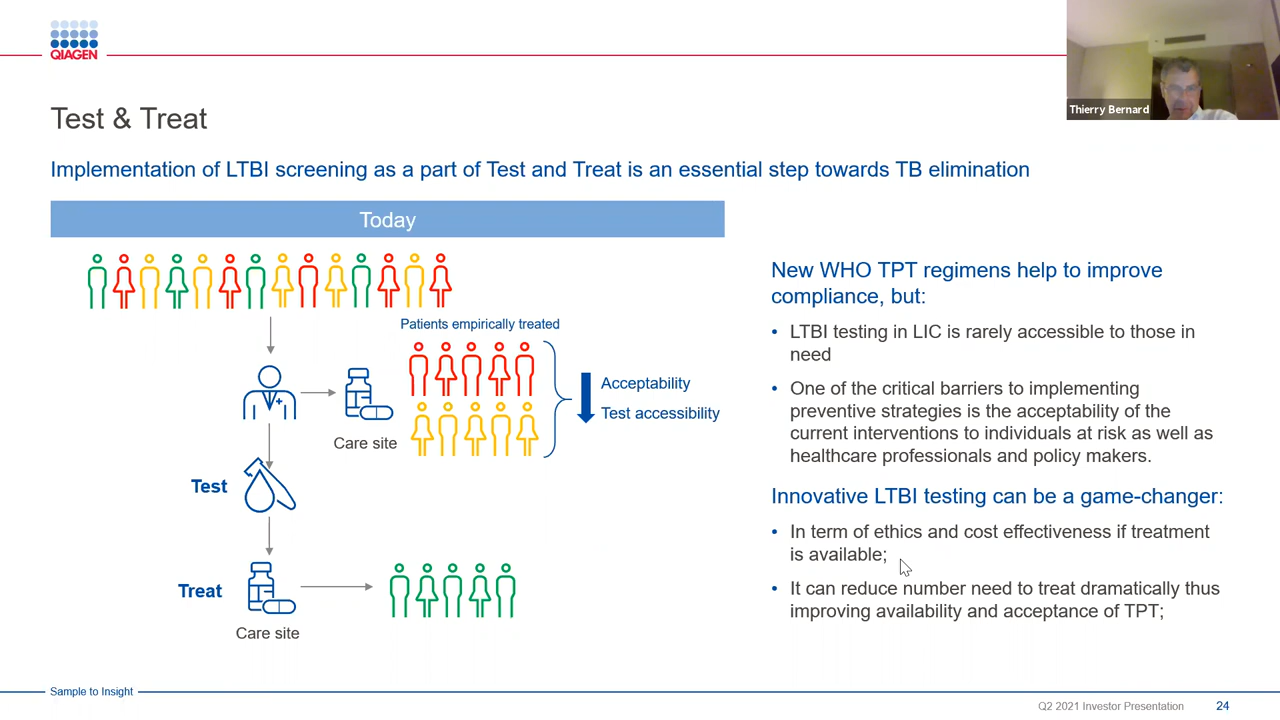 QIAGEN
Thierry Bernard
Test & Treat
Implementation of LTBI screening as a part of Test and Treat is an essential step towards TB elimination
Today
Patients empirically treated
Acceptability
Test accessibility
Care site
Test
Treat
Care site
New WHO TPT regimens help to improve
compliance, but:
• LTBI testing in LIC is rarely accessible to those in
need
• One of the critical barriers to implementing
preventive strategies is the acceptability of the
current interventions to individuals at risk as well as
healthcare professionals and policy makers.
Innovative LTBI testing can be a game-changer:
• In term of ethics and cost effectiveness if treatment
is available;
• It can reduce number need to treat dramatically thus
improving availability and acceptance of TPT;
Sample to Insight
Q2 2021 Investor Presentation
24